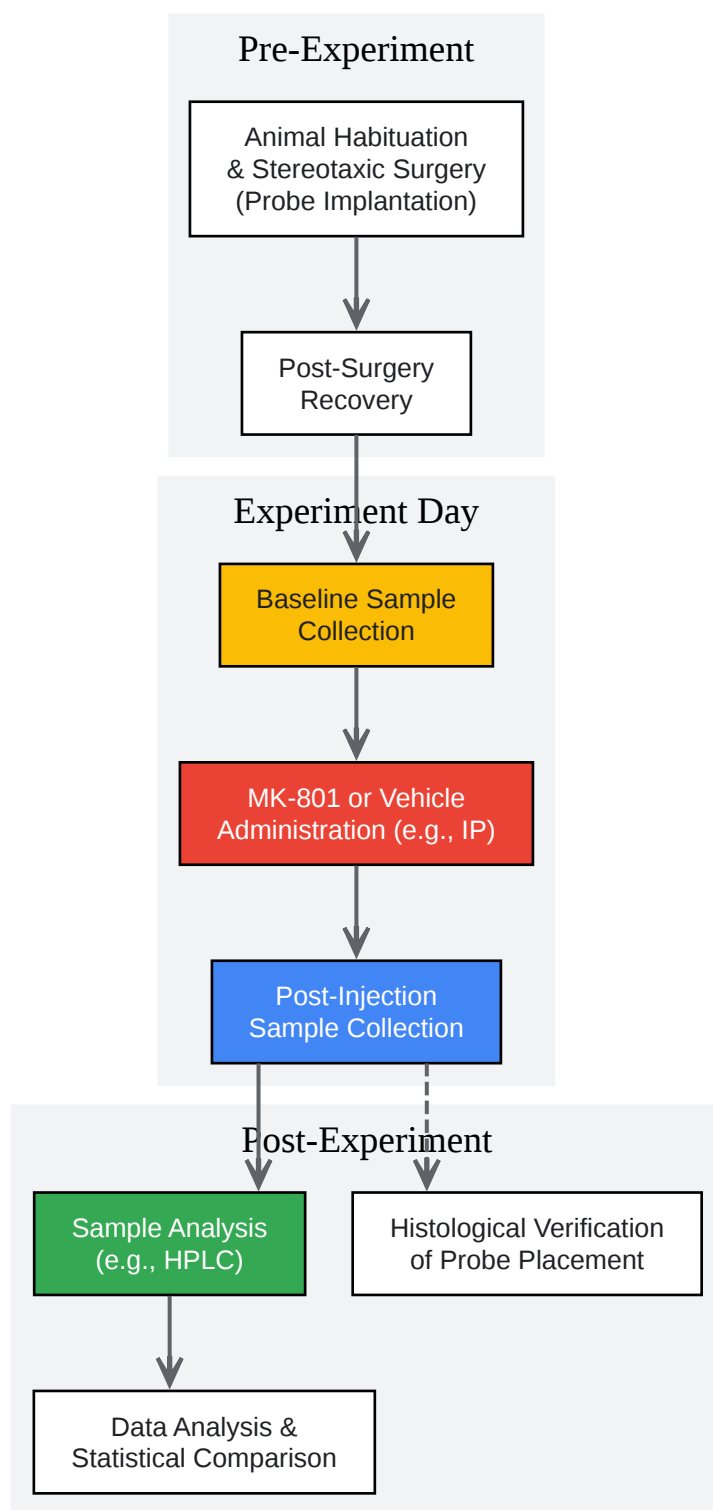 Pre-Experiment
Animal Habituation
& Stereotaxic Surgery
(Probe Implantation)
Post-Surgery
Recovery
Experiment Day
Baseline Sample
Collection
MK-801 or Vehicle
Administration (e.g., IP)
Post-Injection
Sample Collection
Post-Experiment
Sample Analysis
(e.g., HPLC)
Histological Verification
of Probe Placement
Data Analysis &
Statistical Comparison